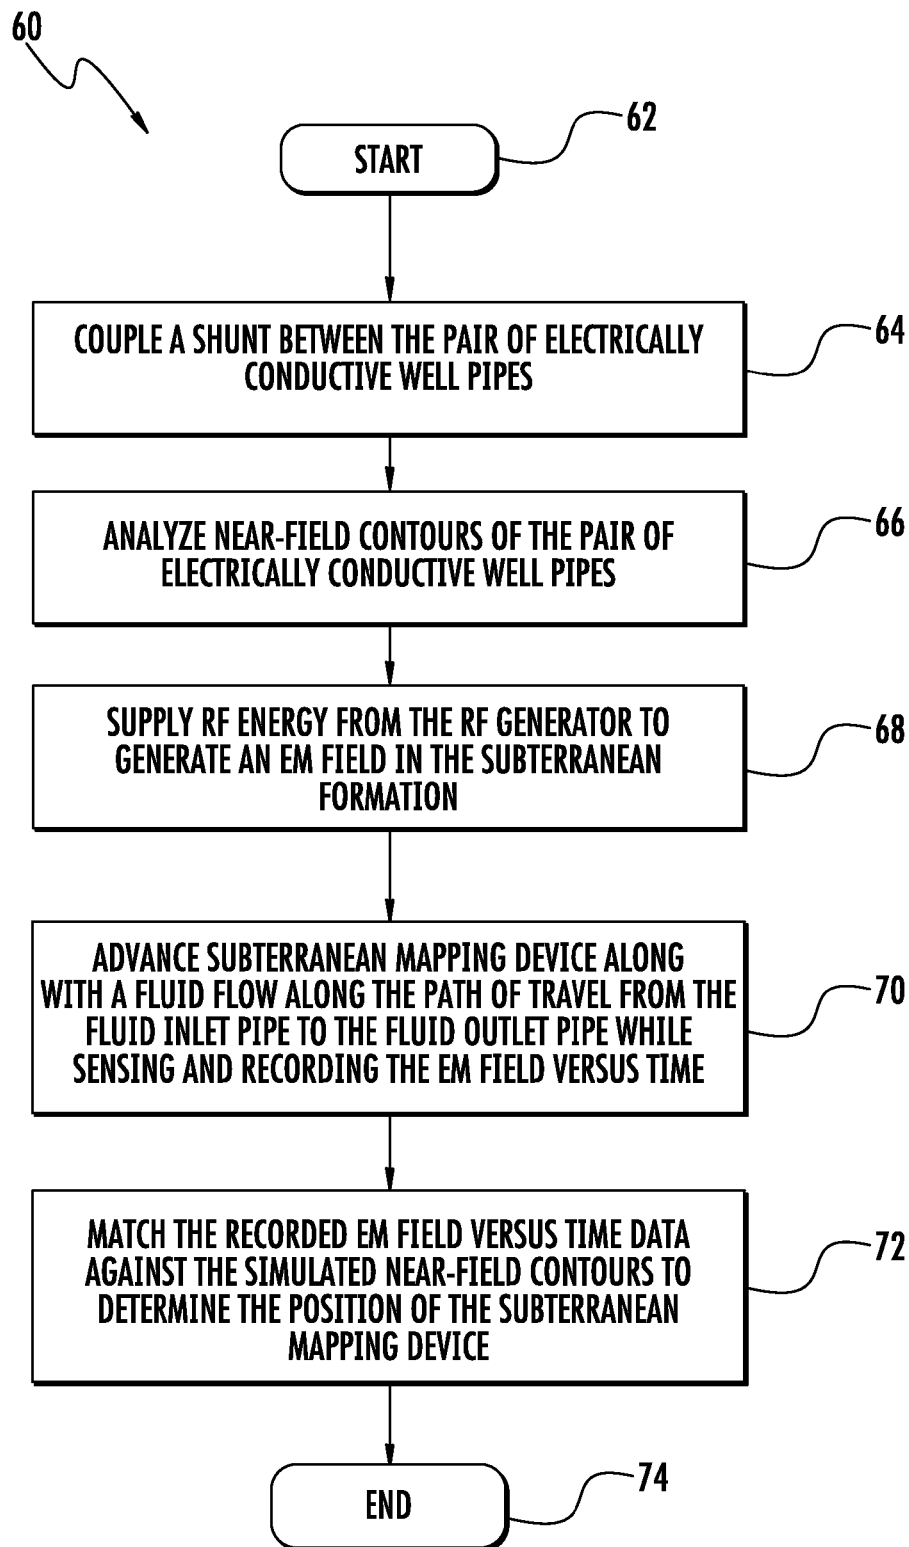 60
62
START
64
COUPLE A SHUNT BETWEEN THE PAIR OF ELECTRICALLY
CONDUCTIVE WELL PIPES
66
ANALYZE NEAR-FIELD CONTOURS OF THE PAIR OF
ELECTRICALLY CONDUCTIVE WELL PIPES
68
SUPPLY RF ENERGY FROM THE RF GENERATOR TO
GENERATE AN EM FIELD IN THE SUBTERRANEAN
FORMATION
70
ADVANCE SUBTERRANEAN MAPPING DEVICE ALONG
WITH A FLUID FLOW ALONG THE PATH OF TRAVEL FROM THE
FLUID INLET PIPE TO THE FLUID OUTLET PIPE WHILE
SENSING AND RECORDING THE EM FIELD VERSUS TIME
72
MATCH THE RECORDED EM FIELD VERSUS TIME DATA
AGAINST THE SIMULATED NEAR-FIELD CONTOURS TO
DETERMINE THE POSITION OF THE SUBTERRANEAN
MAPPING DEVICE
74
END